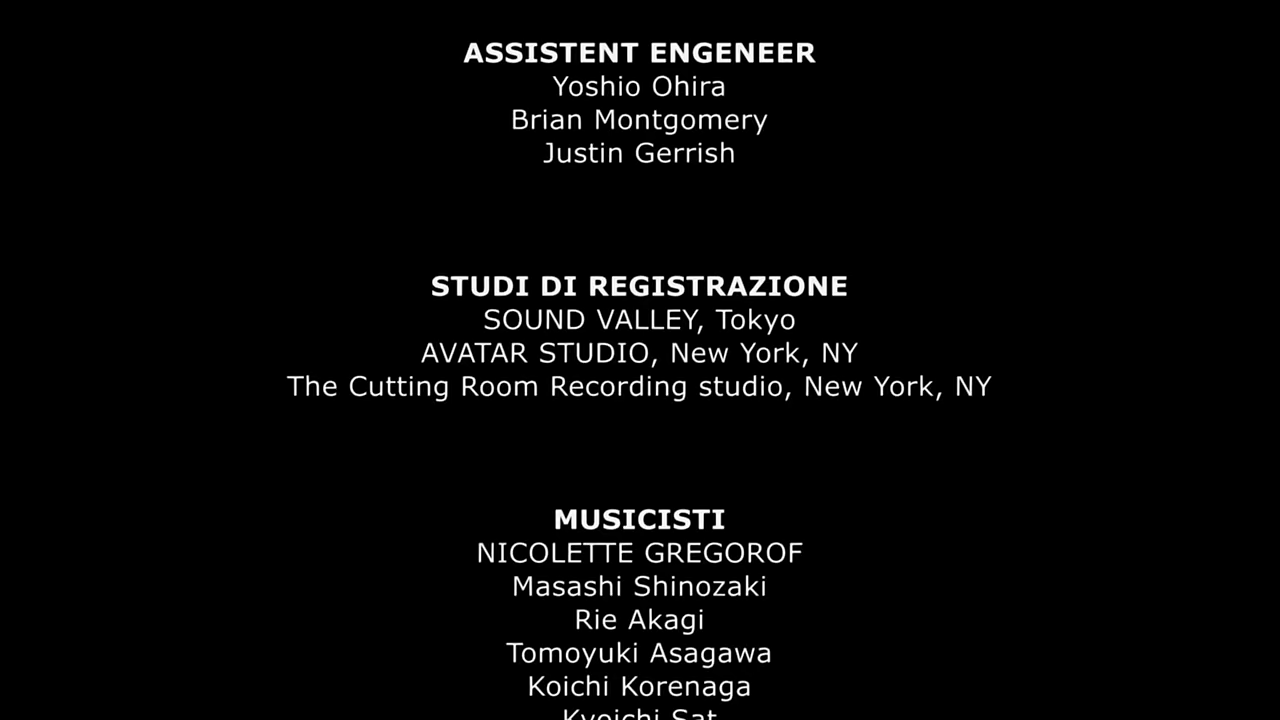 ASSISTENT ENGENEER
Yoshio Ohira
Brian Montgomery
Justin Gerrish
STUDI DI REGISTRAZIONE
SOUND VALLEY, Tokyo
AVATAR STUDIO, New York, NY
The Cutting Room Recording studio, New York, NY
MUSICISTI
NICOLETTE GREGOROF
Masashi Shinozaki
Rie Akagi
Tomoyuki Asagawa
Koichi Korenaga